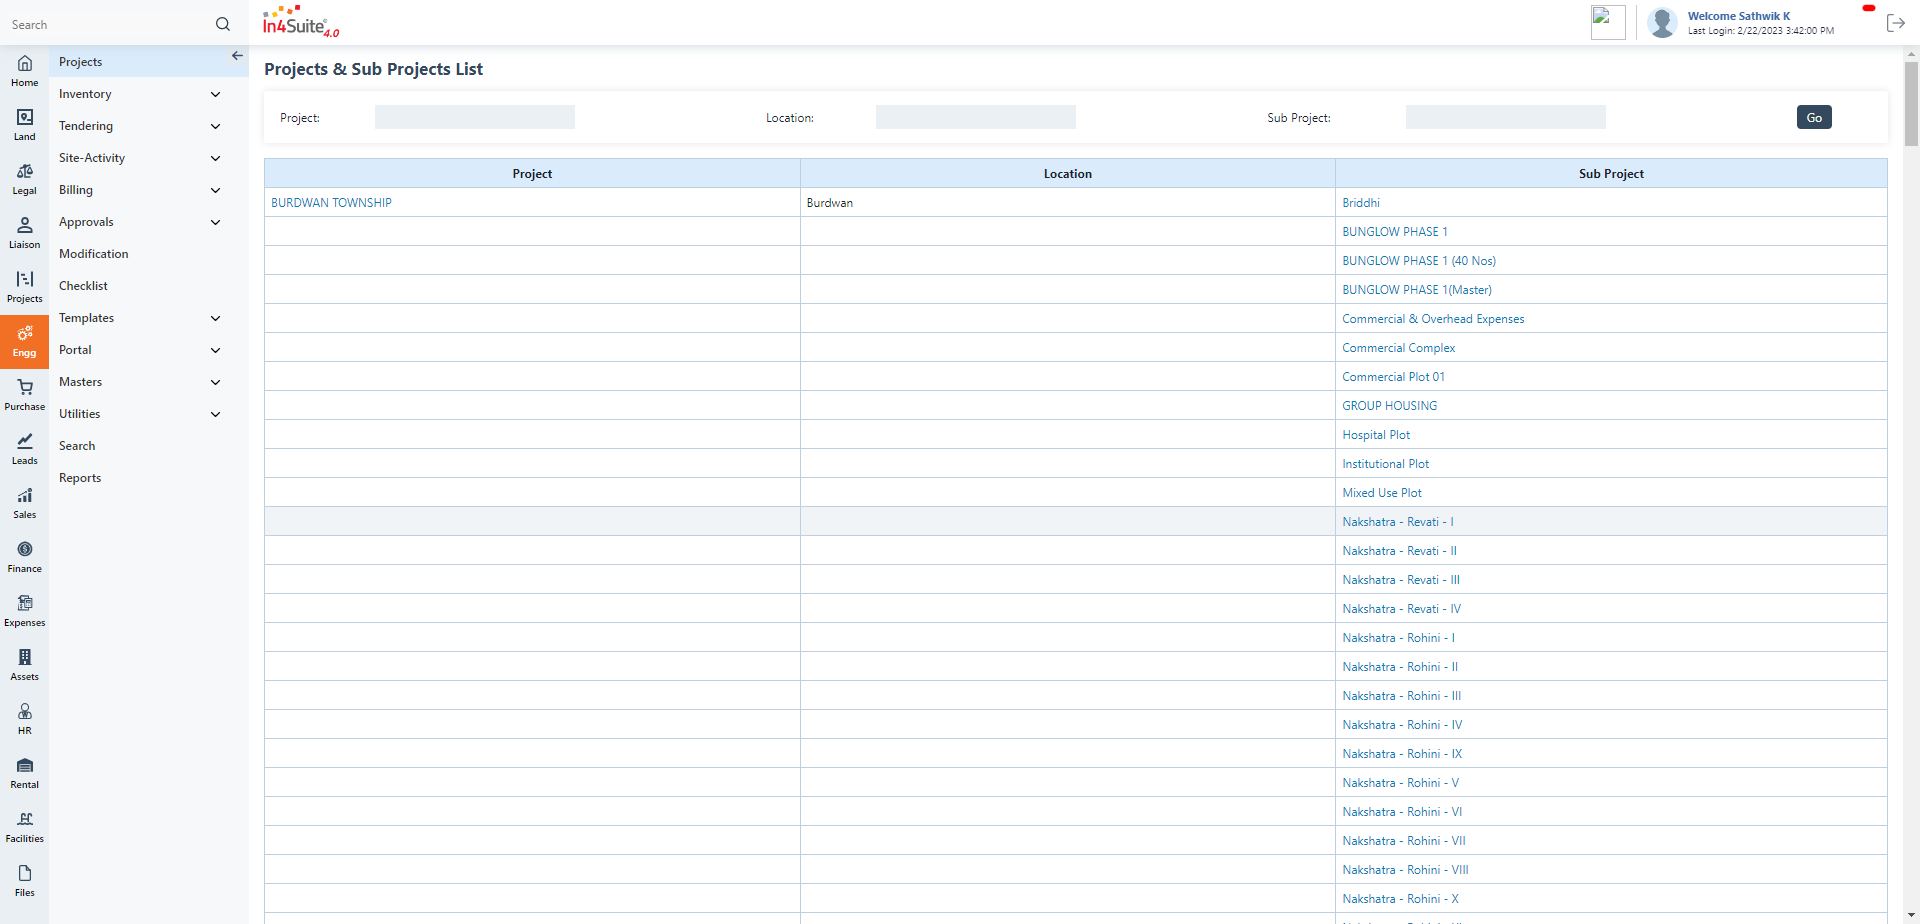 Search
In4Suite® 4.0
Welcome Sathwik K
Last Login: 2/22/2023 3:42:00 PM
Home
Land
Legal
Liaison
Projects
Engg
Purchase
Leads
Sales
Finance
Expenses
Assets
HR
Rental
Facilities
Files
Projects
Inventory
Tendering
Site-Activity
Billing
Approvals
Modification
Checklist
Templates
Portal
Masters
Utilities
Search
Reports
Projects & Sub Projects List
Project: Location: Sub Project: Go
Project Location Sub Project
BURDWAN TOWNSHIP Burdwan Briddhi
BUNGLOW PHASE 1
BUNGLOW PHASE 1 (40 Nos)
BUNGLOW PHASE 1(Master)
Commercial & Overhead Expenses
Commercial Complex
Commercial Plot 01
GROUP HOUSING
Hospital Plot
Institutional Plot
Mixed Use Plot
Nakshatra - Revati - I
Nakshatra - Revati - II
Nakshatra - Revati - III
Nakshatra - Revati - IV
Nakshatra - Rohini - I
Nakshatra - Rohini - II
Nakshatra - Rohini - III
Nakshatra - Rohini - IV
Nakshatra - Rohini - IX
Nakshatra - Rohini - V
Nakshatra - Rohini - VI
Nakshatra - Rohini - VII
Nakshatra - Rohini - VIII
Nakshatra - Rohini - X